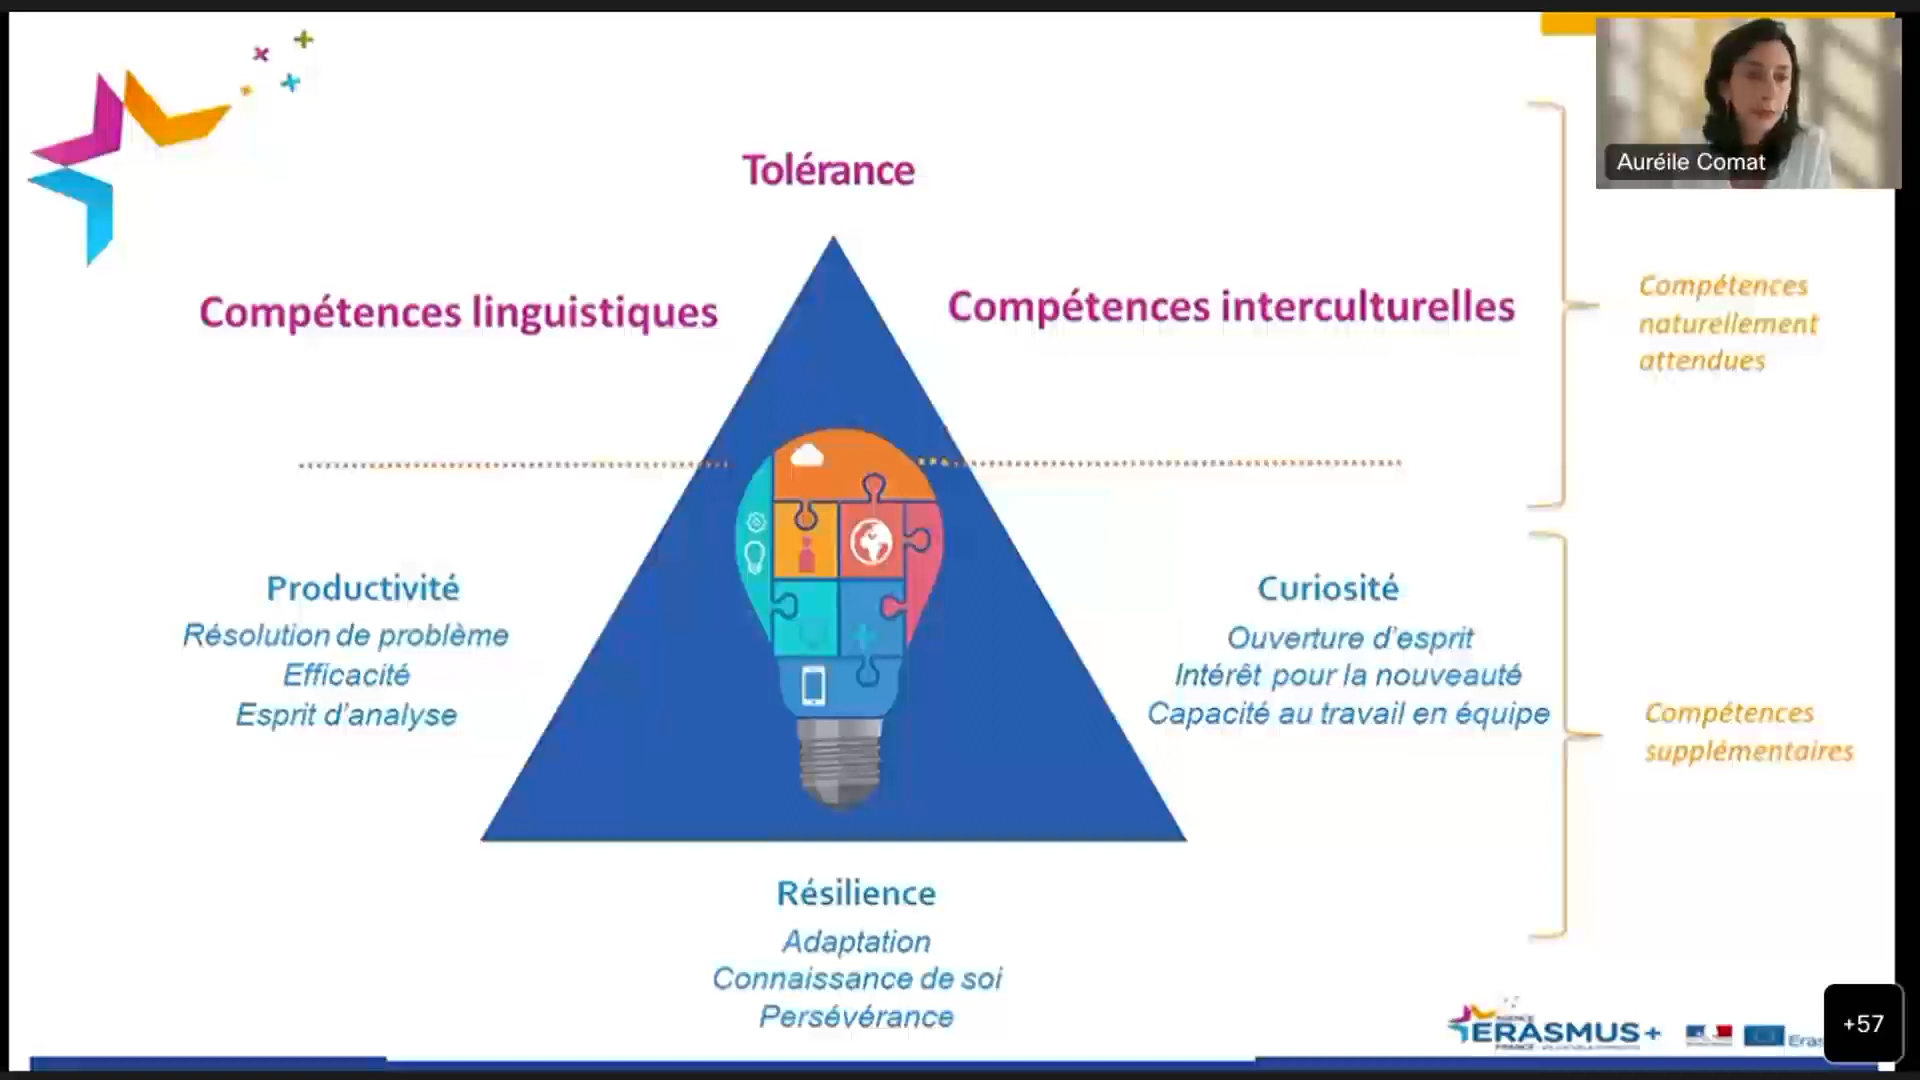 Auréile Comat
Tolérance
Compétences linguistiques
Compétences interculturelles
Compétences
naturellement
attendues
Productivité
Résolution de problème
Efficacité
Esprit d'analyse
Curiosité
Ouverture d'esprit
Intérêt pour la nouveauté
Capacité au travail en équipe
Compétences
supplémentaires
Résilience
Adaptation
Connaissance de soi
Persévérance
AGENCE
ERASMUS+
FRANCE
+57